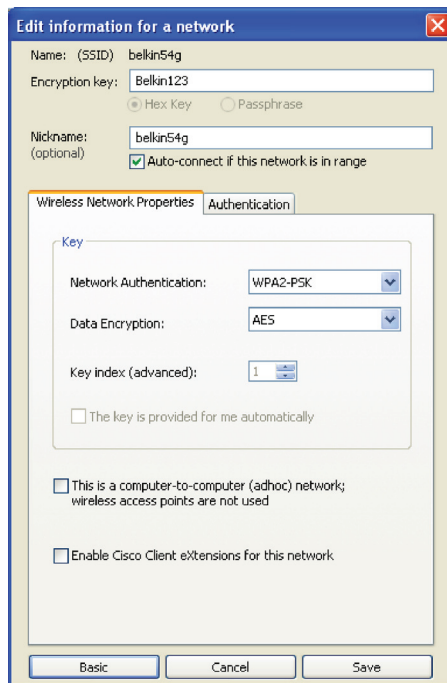 Edit information for a network
Name: (SSID) belkin54g
Encryption key: Belkin123
Hex Key Passphrase
Nickname: belkin54g
(optional)
Auto-connect if this network is in range
Wireless Network Properties Authentication
Key
Network Authentication: WPA2-PSK
Data Encryption: AES
Key index (advanced): 1
The key is provided for me automatically
This is a computer-to-computer (adhoc) network;
wireless access points are not used
Enable Cisco Client eXtensions for this network
Basic Cancel Save